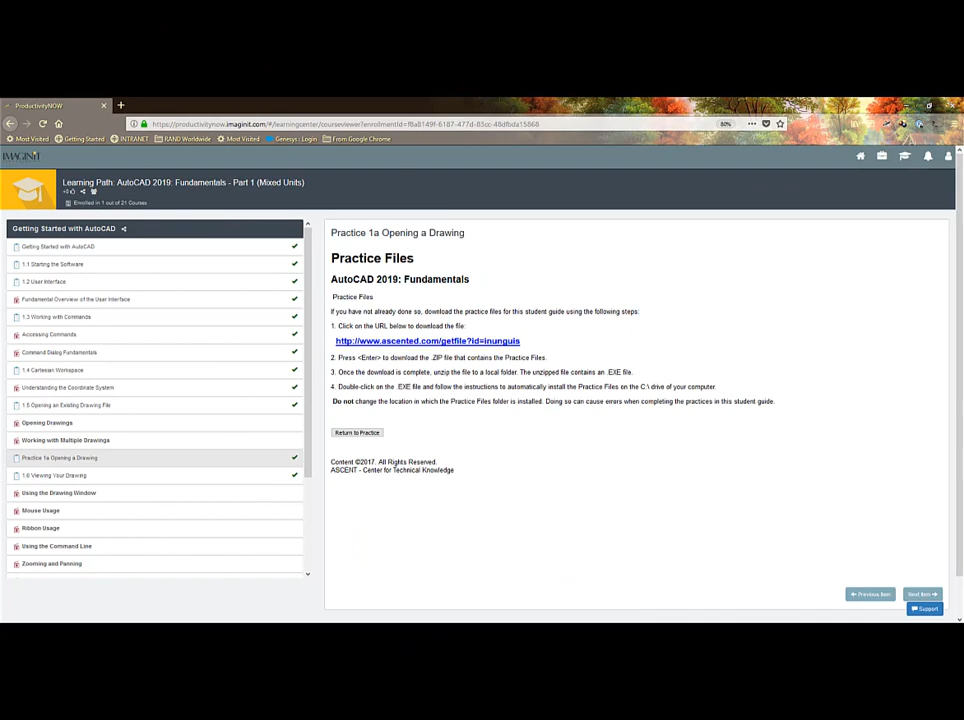 ProductivityNOW
https://productivitynow.imaginit.com/#/learningcenter/courseviewer?enrollmentId=
80%
Most Visited
Getting Started
INTRANET
RAND Worldwide
Most Visited
Genesys : Login
From Google Chrome
IMAGINiT
Learning Path: AutoCAD 2019: Fundamentals - Part 1 (Mixed Units)
+0
Enrolled in 1 out of 21 Courses
Getting Started with AutoCAD
Getting Started with AutoCAD
1.1 Starting the Software
1.2 User Interface
Fundamental Overview of the User Interface
1.3 Working with Commands
Accessing Commands
Command Dialog Fundamentals
1.4 Cartesian Workspace
Understanding the Coordinate System
1.5 Opening an Existing Drawing File
Opening Drawings
Working with Multiple Drawings
Practice 1a Opening a Drawing
1.6 Viewing Your Drawing
Using the Drawing Window
Mouse Usage
Ribbon Usage
Using the Command Line
Zooming and Panning
Practice 1a Opening a Drawing
Practice Files
AutoCAD 2019: Fundamentals
Practice Files
If you have not already done so, download the practice files for this student guide using the following steps:
1. Click on the URL below to download the file:
http://www.ascented.com/getfile?id=inunguis
2. Press <Enter> to download the .ZIP file that contains the Practice Files.
3. Once the download is complete, unzip the file to a local folder. The unzipped file contains an .EXE file.
4. Double-click on the .EXE file and follow the instructions to automatically install the Practice Files on the C:\ drive of your computer.
Do not change the location in which the Practice Files folder is installed. Doing so can cause errors when completing the practices in this student guide.
Return to Practice
Content ©2017. All Rights Reserved.
ASCENT - Center for Technical Knowledge
Previous Item
Next Item
Support